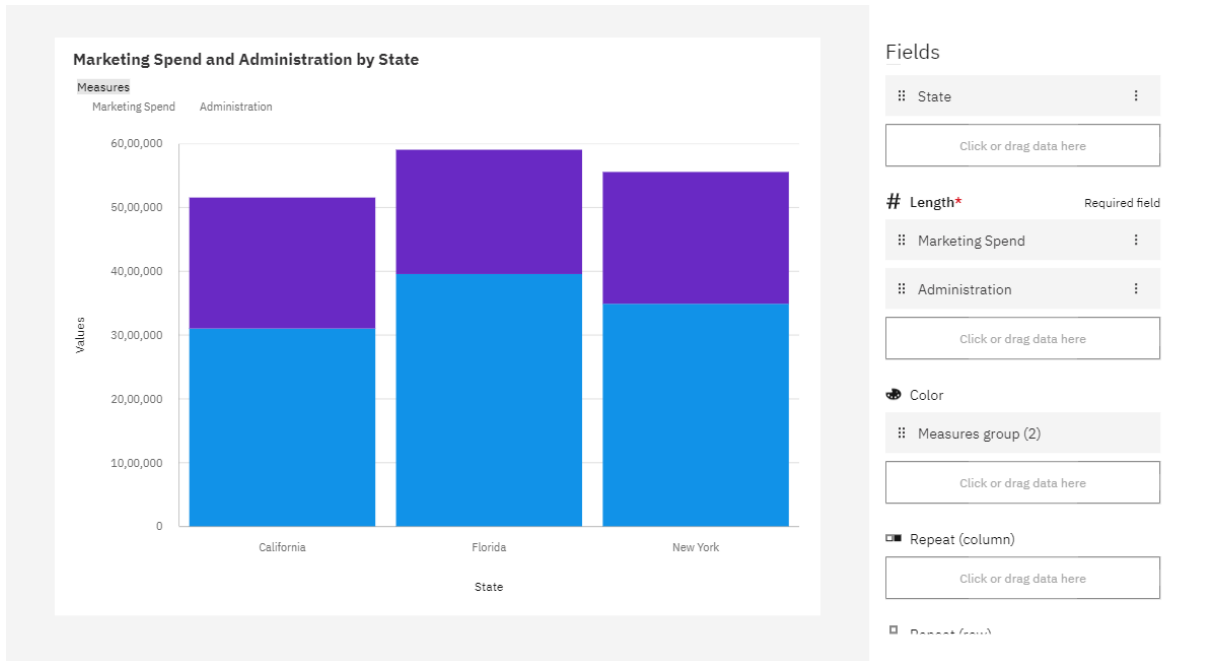 Marketing Spend and Administration by State
Measures
Marketing Spend Administration
60,00,000
50,00,000
40,00,000
30,00,000
20,00,000
10,00,000
0
Values
California Florida New York
State
Fields
State
Click or drag data here
# Length* Required field
Marketing Spend
Administration
Click or drag data here
Color
Measures group (2)
Click or drag data here
Repeat (column)
Click or drag data here
Repeat (row)